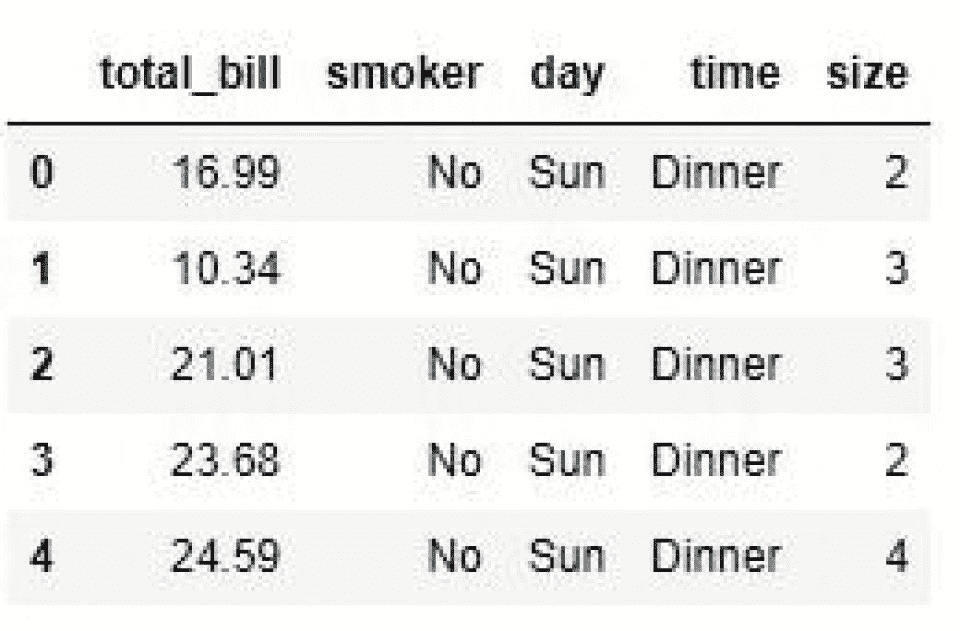 total_bill smoker day time size
0 16.99 No Sun Dinner 2
1 10.34 No Sun Dinner 3
2 21.01 No Sun Dinner 3
3 23.68 No Sun Dinner 2
4 24.59 No Sun Dinner 4